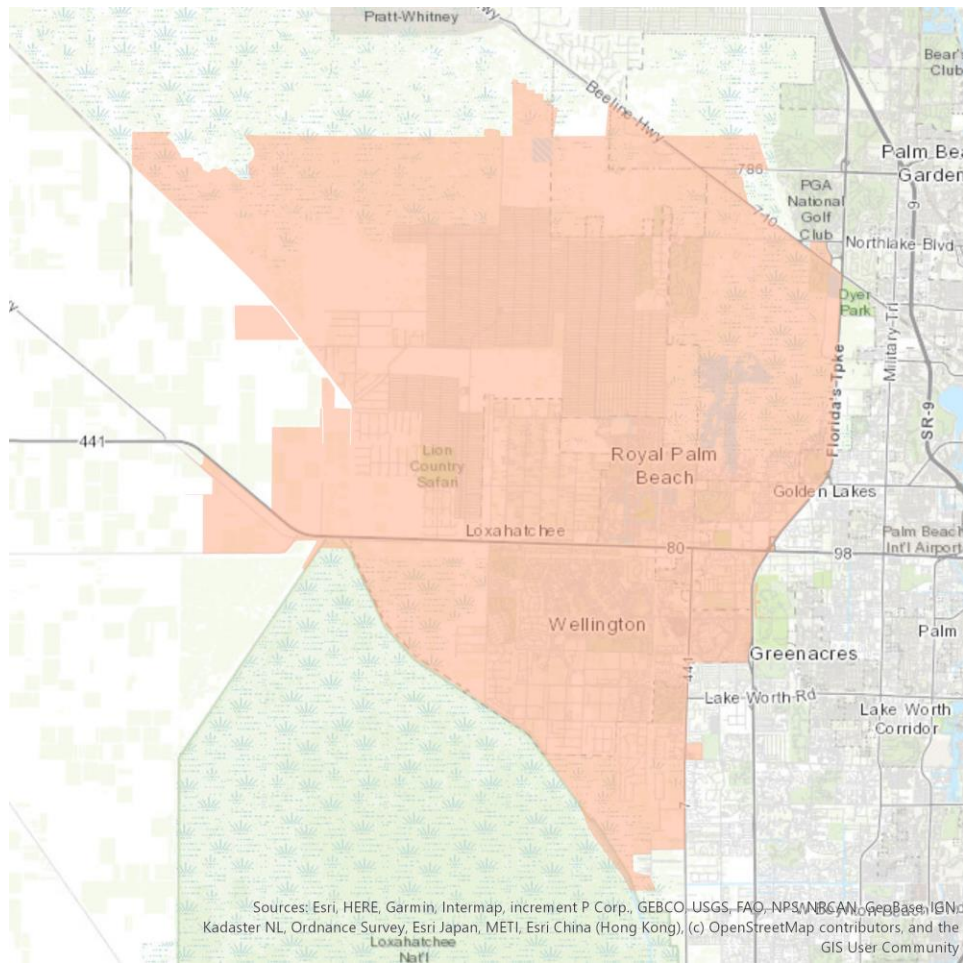 Pratt-Whitney
Hwy
Bear's
Club
Beeline-Hwy
Palm Bea
Garden
786
PGA
National
Golf
Club
9
710
Northlake-Blvd
Dyer
Park
Military-Tri
Florida's-Tpke
SR-9
441
Lion
Country
Safari
Royal Palm
Beach
Golden Lakes
Loxahatchee
80
98
Palm Beach
Int'l Airport
Wellington
Palm
Greenacres
441
Lake Worth-Rd
Lake Worth
Corridor
7
Sources: Esri, HERE, Garmin, Intermap, increment P Corp., GEBCO, USGS, FAO, NPS, NRCAN, GeoBase, IGN,
Kadaster NL, Ordnance Survey, Esri Japan, METI, Esri China (Hong Kong), (c) OpenStreetMap contributors, and the
GIS User Community
Loxahatchee
Nat'l